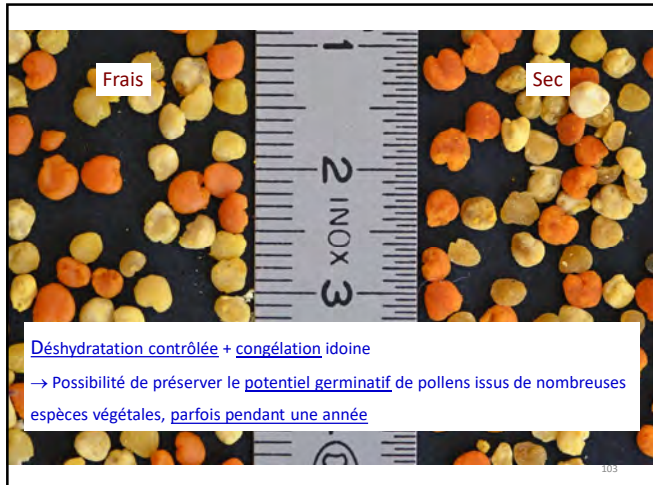 Frais
Sec
1
2
INOX
3
Déshydratation contrôlée + congélation idoine
→ Possibilité de préserver le potentiel germinatif de pollens issus de nombreuses
espèces végétales, parfois pendant une année
103